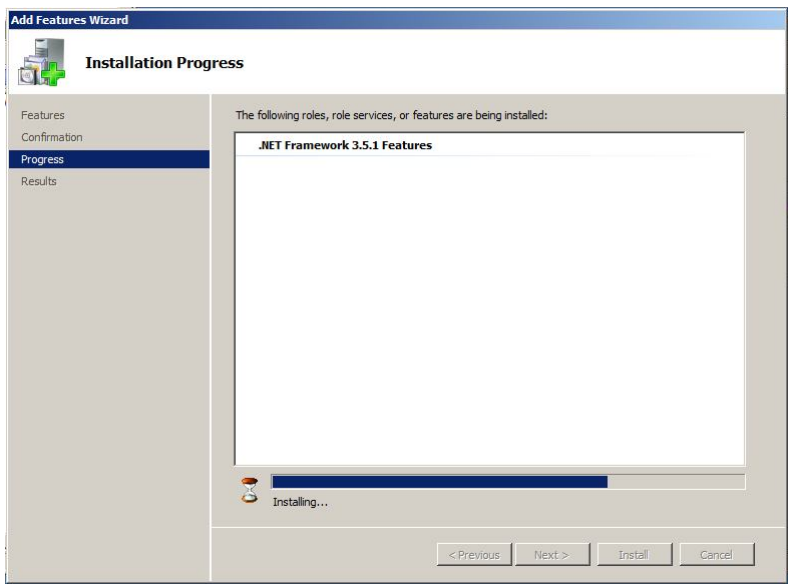 Add Features Wizard
Installation Progress
Features
Confirmation
Progress
Results
The following roles, role services, or features are being installed:
.NET Framework 3.5.1 Features
Installing...
< Previous
Next >
Install
Cancel